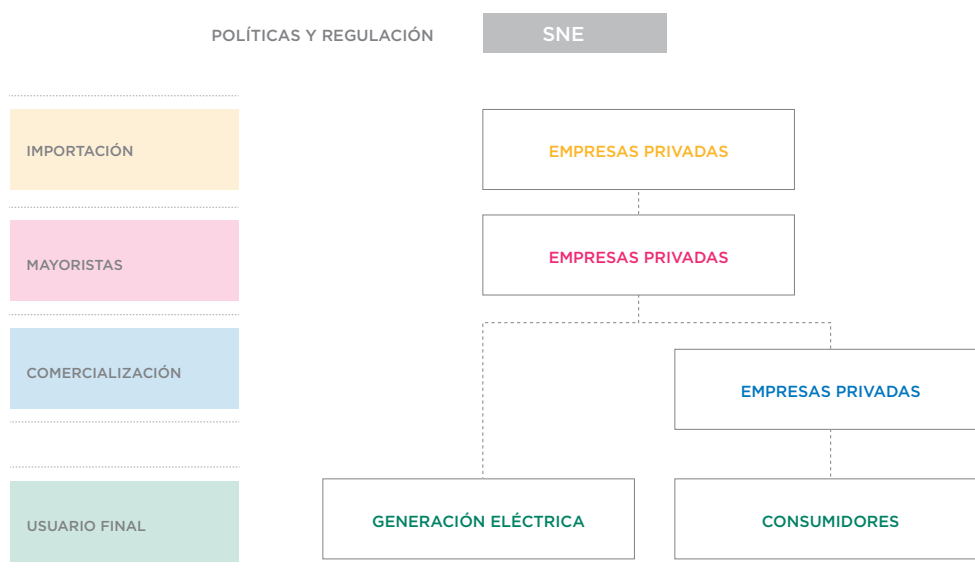 POLÍTICAS Y REGULACIÓN
SNE
IMPORTACIÓN
EMPRESAS PRIVADAS
MAYORISTAS
EMPRESAS PRIVADAS
COMERCIALIZACIÓN
EMPRESAS PRIVADAS
USUARIO FINAL
GENERACIÓN ELÉCTRICA
CONSUMIDORES